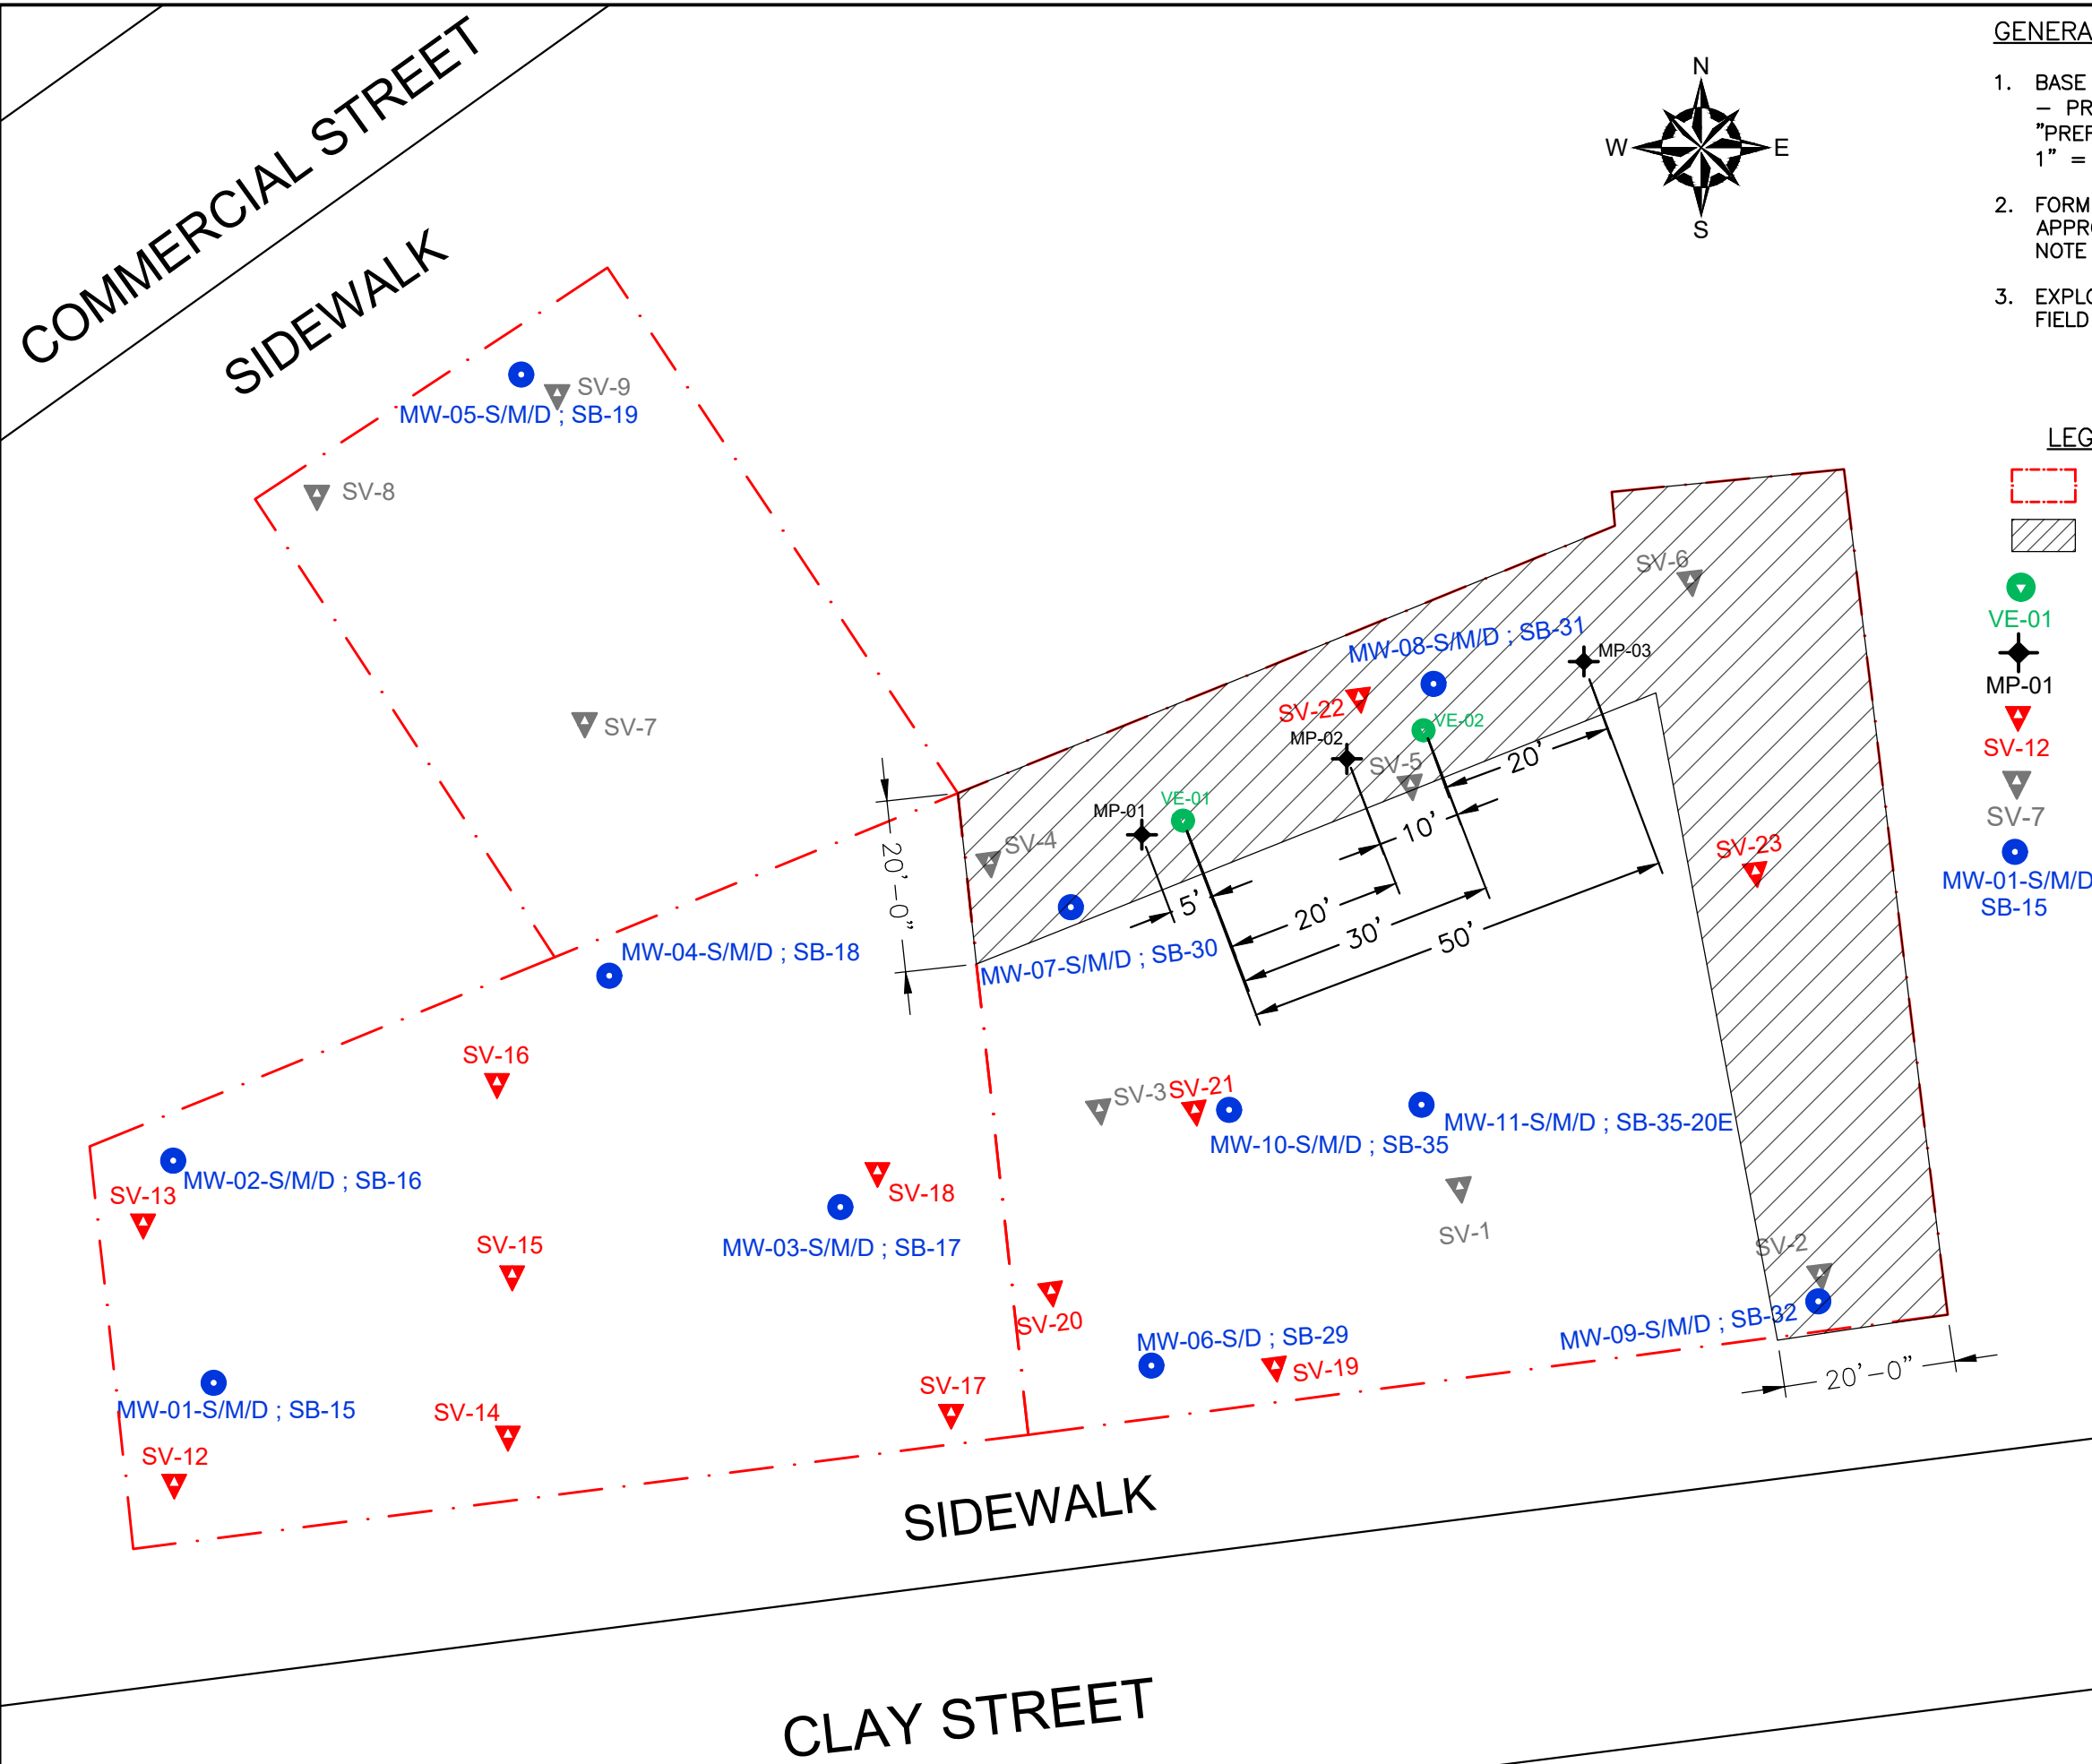 COMMERCIAL STREET
SIDEWALK
N
W
E
S
GENERA
1. BASE
– PR
"PREF
1" =
2. FORM
APPRO
NOTE
3. EXPLO
FIELD
LEG
VE-01
MP-01
SV-12
SV-7
MW-01-S/M/D
SB-15
SV-9
MW-05-S/M/D ; SB-19
SV-8
SV-7
SV-6
MW-08-S/M/D ; SB-31
MP-03
SV-22
VE-02
MP-02
SV-5
20'
VE-01
MP-01
10'
SV-4
SV-23
20'-0"
5'
20'
30'
50'
MW-04-S/M/D ; SB-18
MW-07-S/M/D ; SB-30
SV-16
SV-3
SV-21
MW-11-S/M/D ; SB-35-20E
MW-10-S/M/D ; SB-35
MW-02-S/M/D ; SB-16
SV-13
SV-18
SV-1
SV-15
MW-03-S/M/D ; SB-17
SV-2
SV-20
MW-06-S/D ; SB-29
MW-09-S/M/D ; SB-32
SV-19
20'-0"
SV-17
MW-01-S/M/D ; SB-15
SV-14
SV-12
SIDEWALK
CLAY STREET